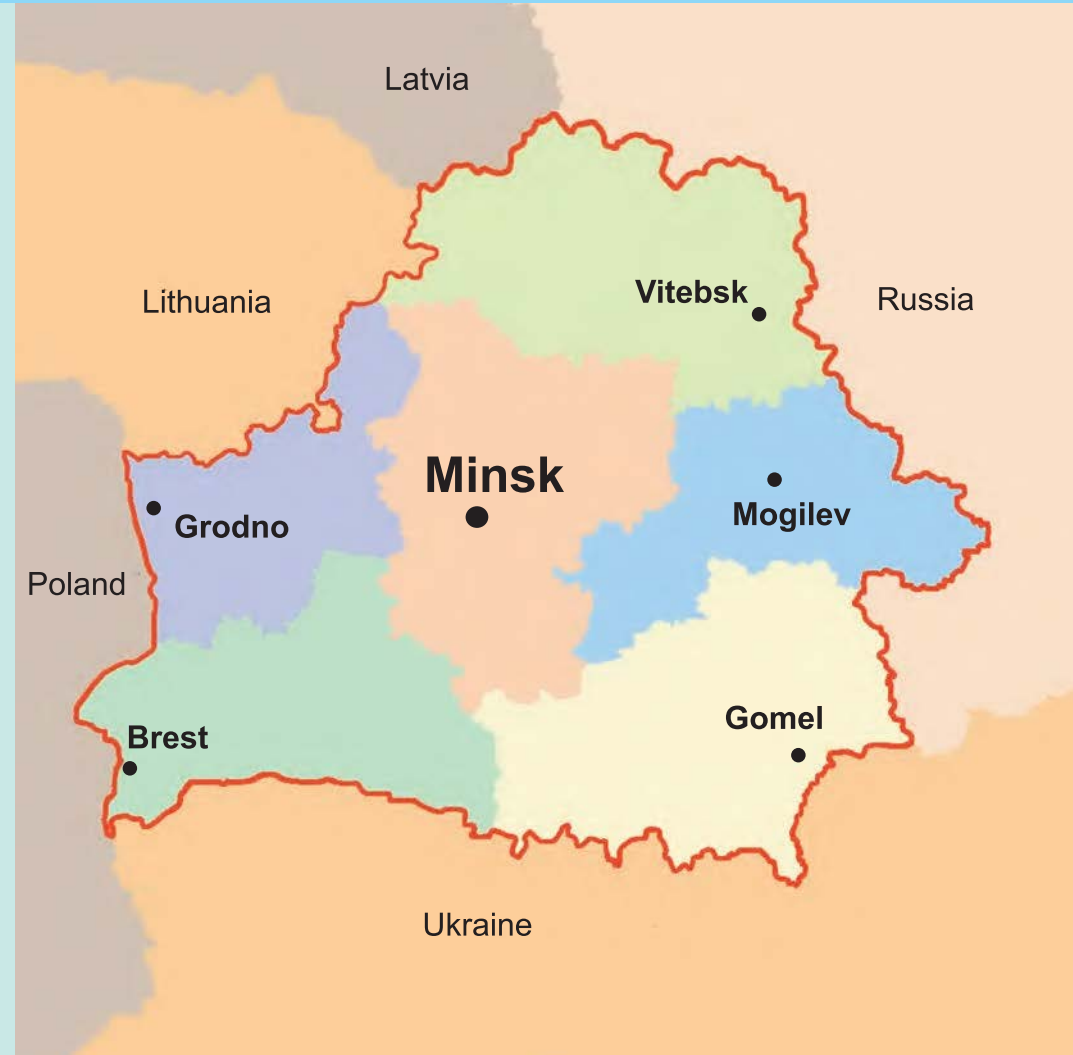 Latvia
Vitebsk
Russia
Lithuania
Minsk
Mogilev
Grodno
Poland
Gomel
Brest
Ukraine